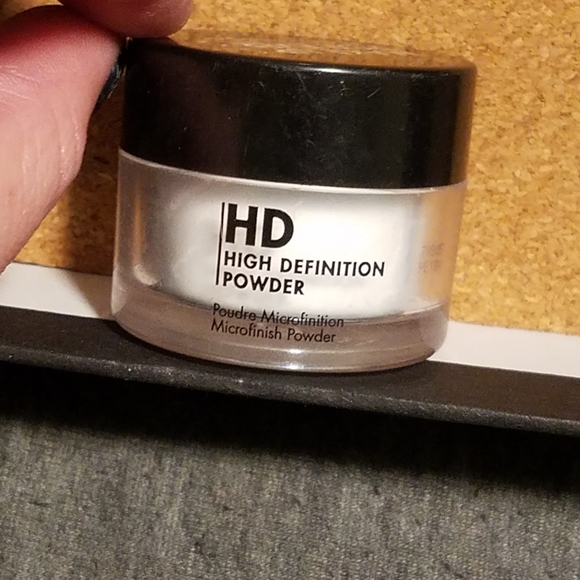 HD
HIGH DEFINITION
POWDER
Poudre Microfinition
Microfinish Powder